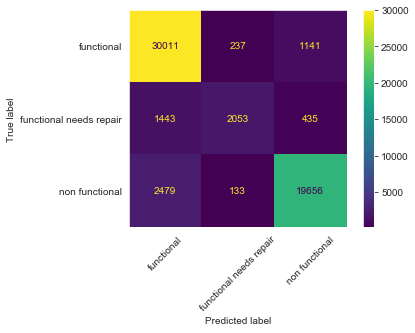 functional 30011 237 1141
functional needs repair 1443 2053 435
non functional 2479 133 19656
True label
functional
functional needs repair
non functional
Predicted label
30000
25000
20000
15000
10000
5000